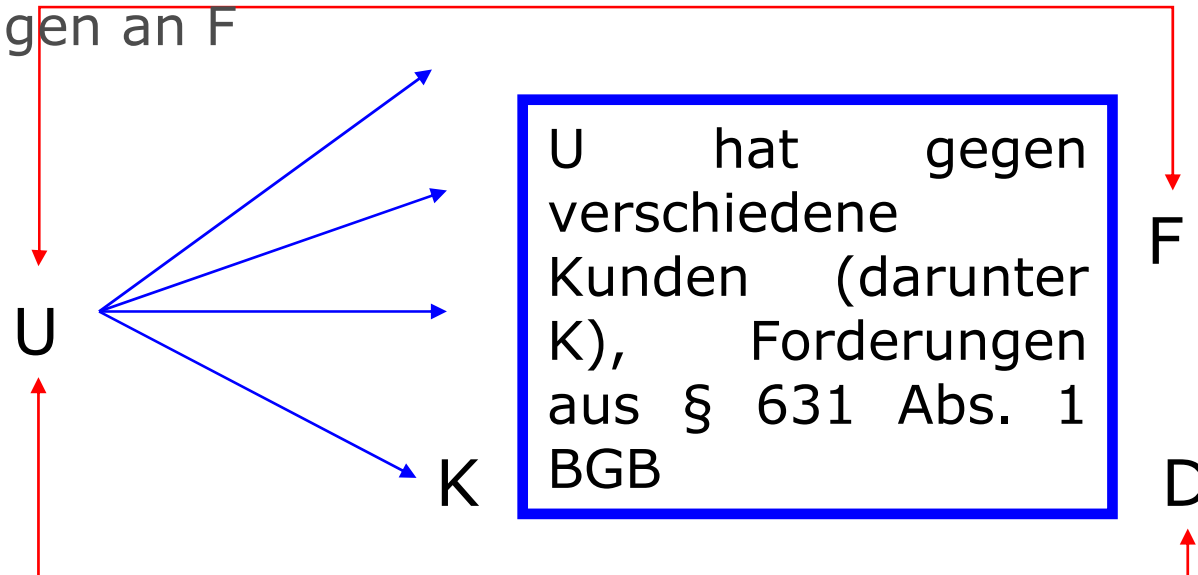 gen an F
U hat gegen
verschiedene
Kunden (darunter
K), Forderungen
aus § 631 Abs. 1
BGB
F
U
K
D